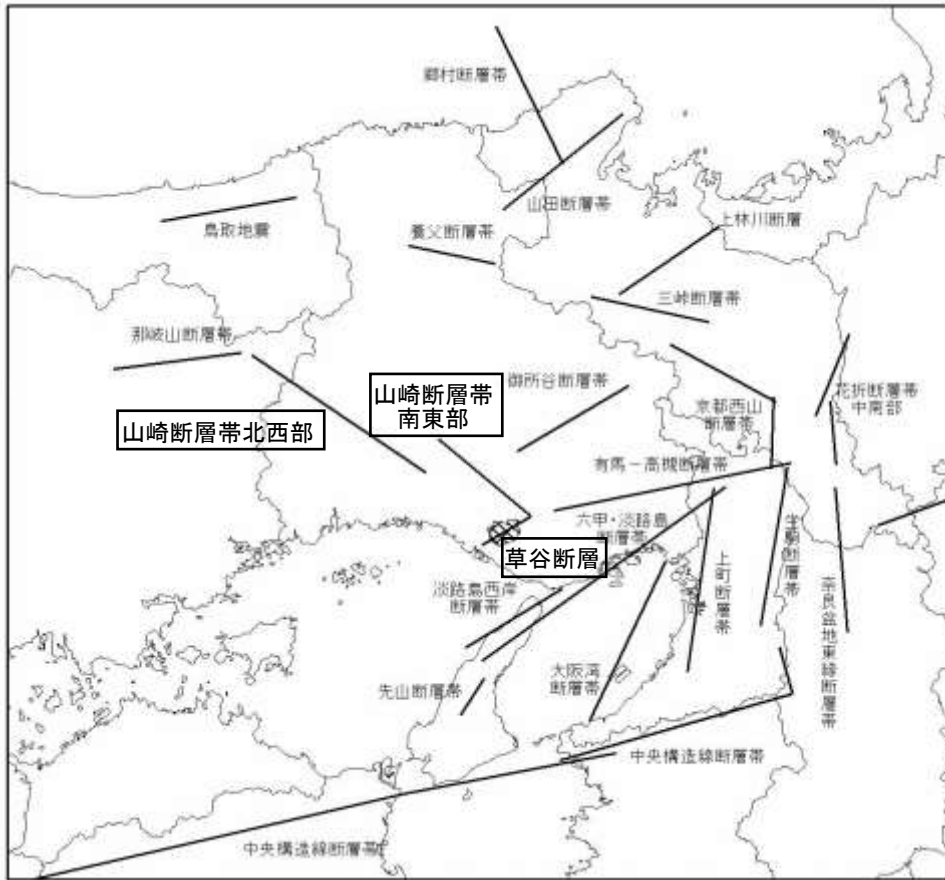 郷村断層帯
山田断層帯
鳥取地震
養父断層帯
上林川断層
三峠断層帯
那岐山断層帯
山崎断層帯
南東部
御所谷断層帯
山崎断層帯北西部
京都西山
断層帯
花折断層帯
中南部
有馬－高槻断層帯
六甲・淡路島
断層帯
草谷断層
生駒断層帯
上町断層帯
奈良盆地東縁断層帯
淡路島西岸
断層帯
大阪湾
断層帯
先山断層帯
中央構造線断層帯
中央構造線断層帯